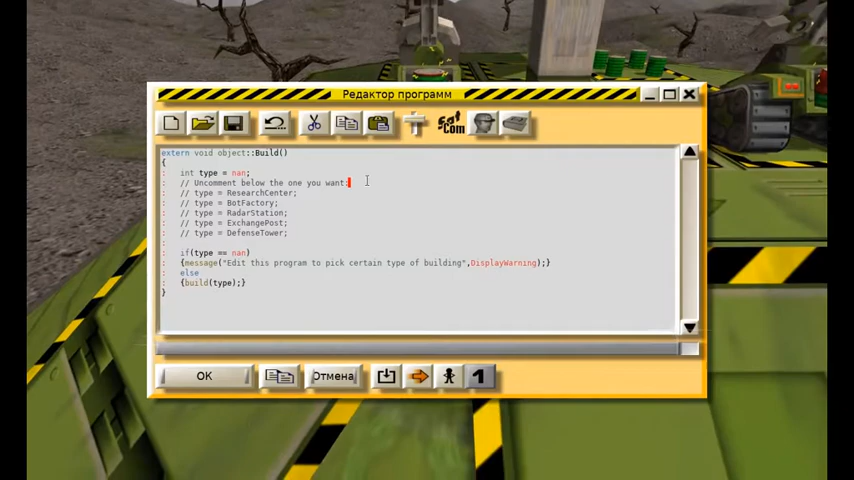 Редактор программ
Sat Com
extern void object::Build()
{
: int type = nan;
: // Uncomment below the one you want:
: // type = ResearchCenter;
: // type = BotFactory;
: // type = RadarStation;
: // type = ExchangePost;
: // type = DefenseTower;
:
: if(type == nan)
: {message("Edit this program to pick certain type of building",DisplayWarning);}
: else
: {build(type);}
}
OK
Отмена
1